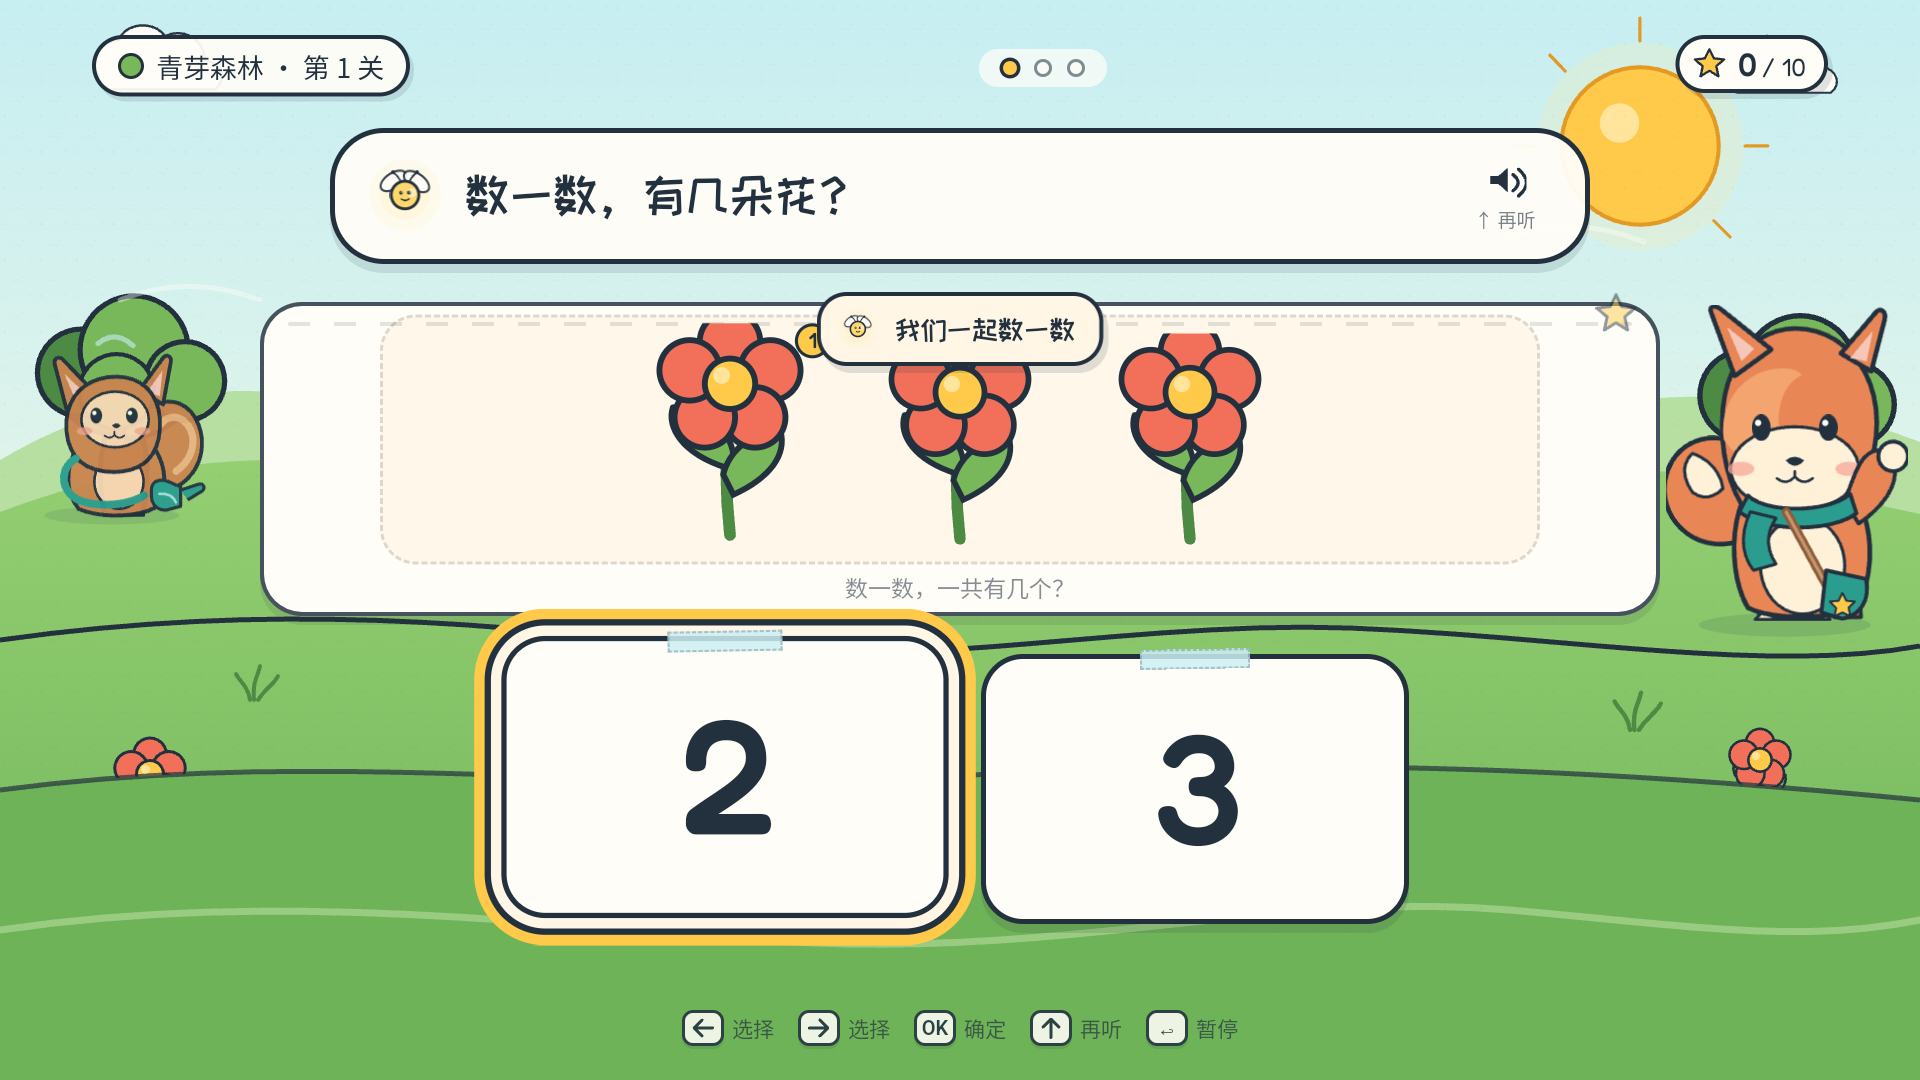 青芽森林 · 第 1 关
0 / 10
数一数，有几朵花？
↑ 再听
1
我们一起数一数
数一数，一共有几个？
2
3
← 选择 → 选择 OK 确定 ↑ 再听 ↩ 暂停